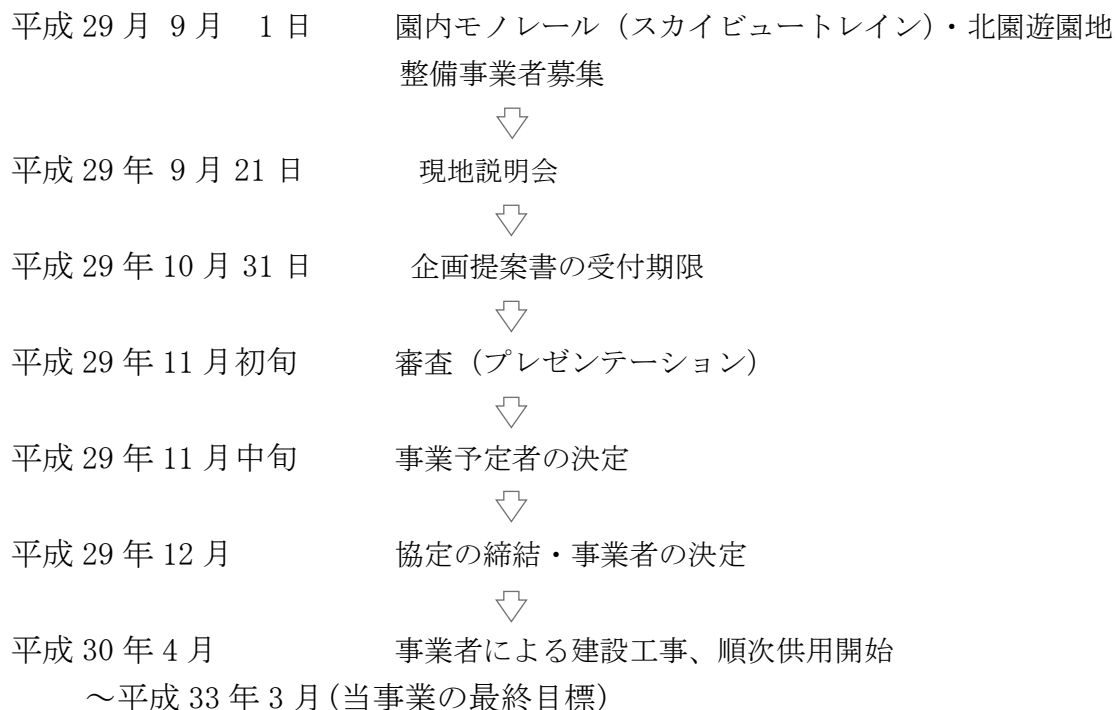 平成 29 月 9 月　1 日　園内モノレール（スカイビュートレイン）・北園遊園地
整備事業者募集
平成 29 年 9 月 21 日　現地説明会
平成 29 年 10 月 31 日　企画提案書の受付期限
平成 29 年 11 月初旬　審査（プレゼンテーション）
平成 29 年 11 月中旬　事業予定者の決定
平成 29 年 12 月　協定の締結・事業者の決定
平成 30 年 4 月　事業者による建設工事、順次供用開始
～平成 33 年 3 月（当事業の最終目標）